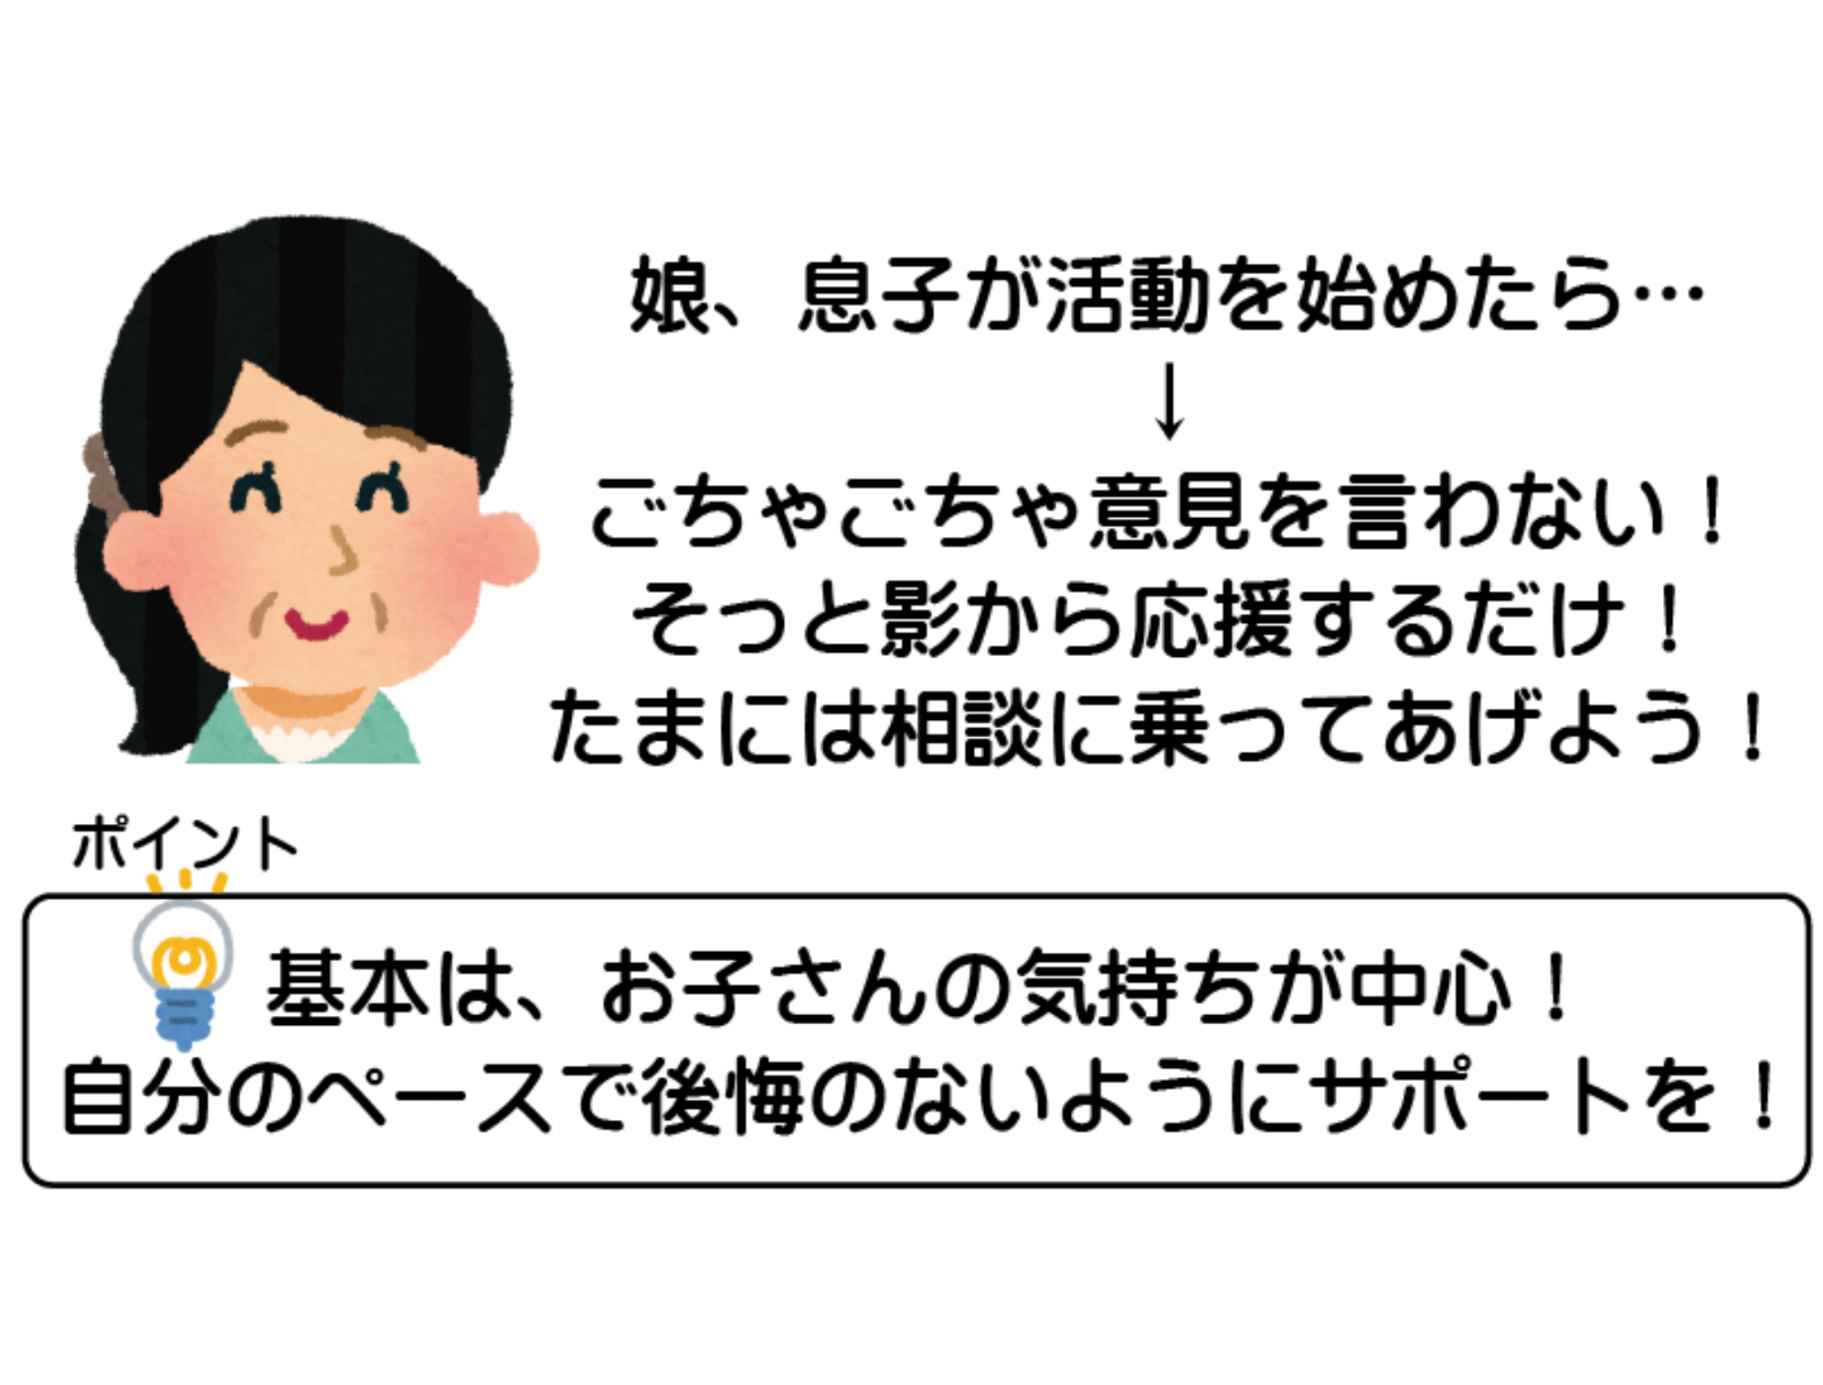 娘、息子が活動を始めたら…
↓
ごちゃごちゃ意見を言わない！
そっと影から応援するだけ！
たまには相談に乗ってあげよう！
ポイント
基本は、お子さんの気持ちが中心！
自分のペースで後悔のないようにサポートを！